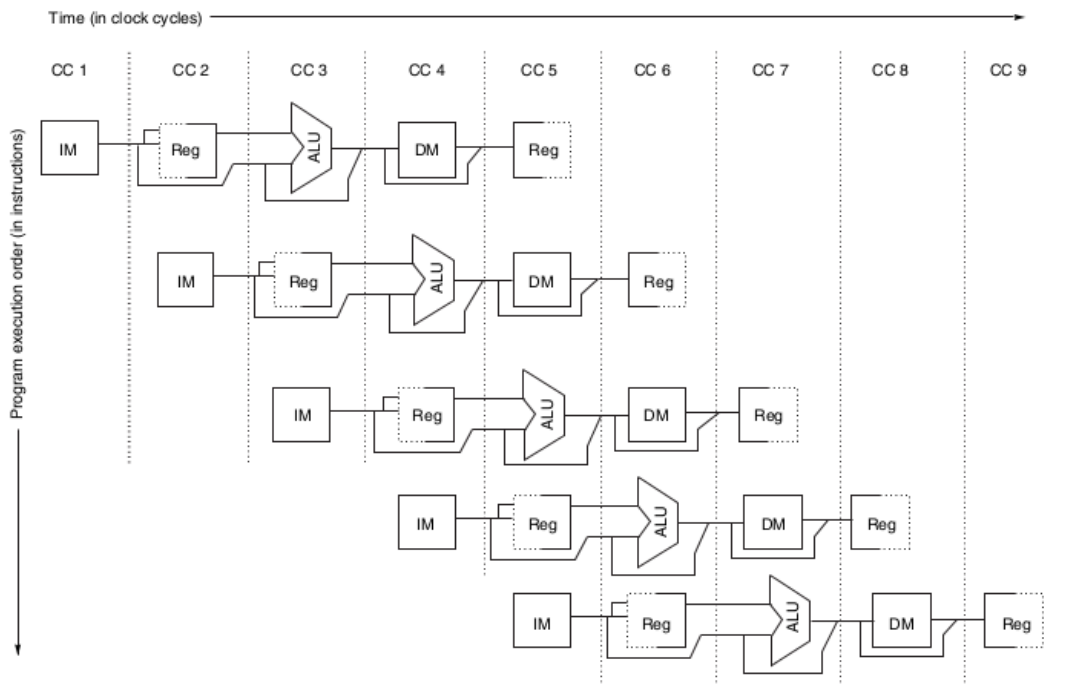 Time (in clock cycles)
CC 1 CC 2 CC 3 CC 4 CC 5 CC 6 CC 7 CC 8 CC 9
Program execution order (in instructions)
IM Reg ALU DM Reg
IM Reg ALU DM Reg
IM Reg ALU DM Reg
IM Reg ALU DM Reg
IM Reg ALU DM Reg